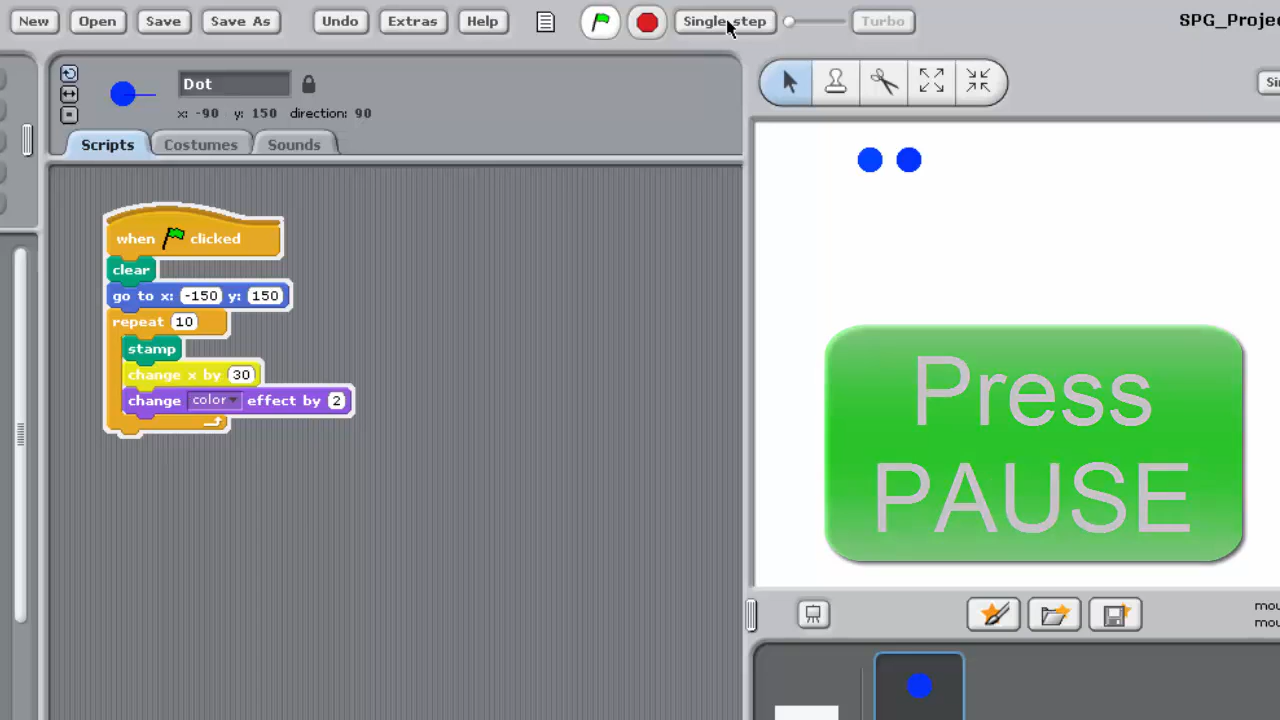 New Open Save Save As Undo Extras Help Single step Turbo SPG_Projec
Dot
x: -90 y: 150 direction: 90
Scripts Costumes Sounds
when clicked
clear
go to x: -150 y: 150
repeat 10
stamp
change x by 30
change color effect by 2
Press
PAUSE